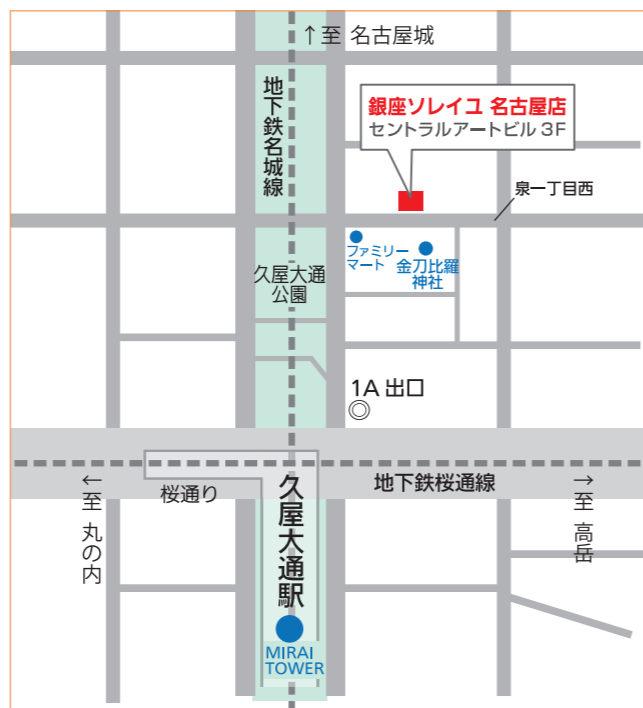 ↑至 名古屋城
地下鉄名城線
銀座ソレイユ 名古屋店
セントラルアートビル 3F
泉一丁目西
ファミリー
マート
金刀比羅
神社
久屋大通
公園
1A 出口
◎
地下鉄桜通線
桜通り
←至 丸の内
久屋大通駅
→至 高岳
MIRAI
TOWER